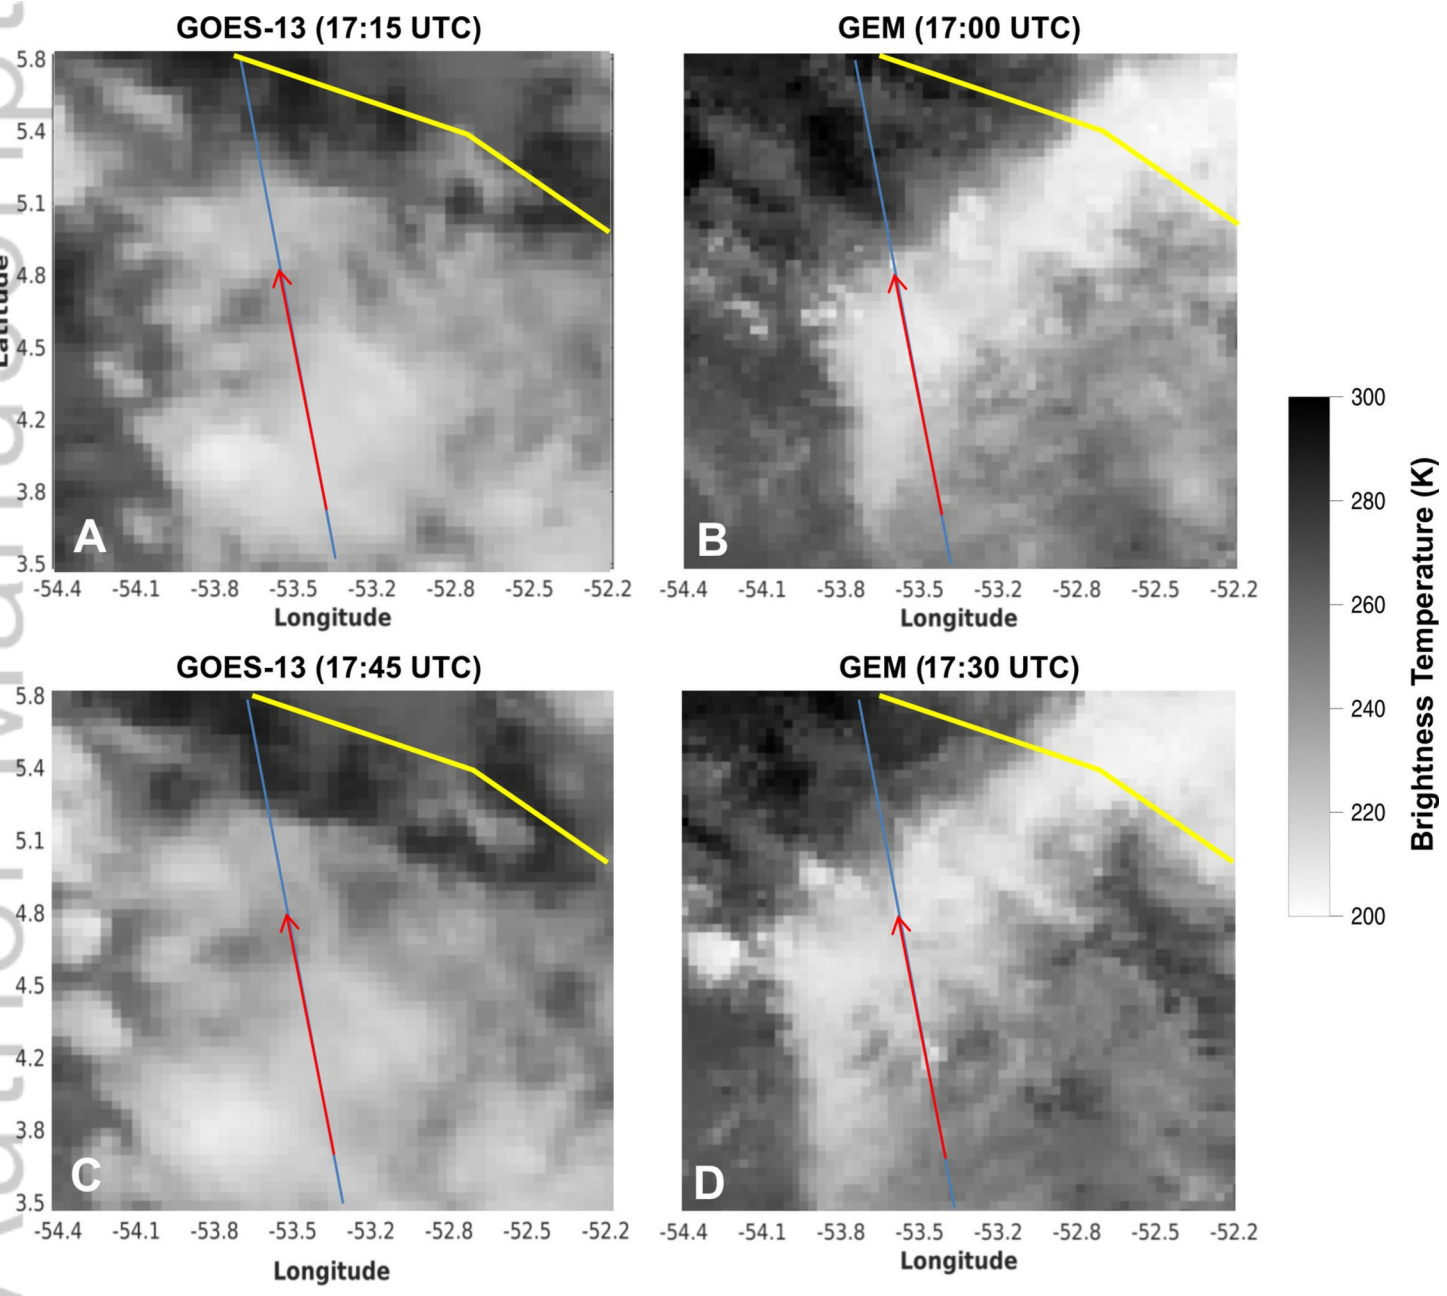 GOES-13 (17:15 UTC)
GEM (17:00 UTC)
5.8
5.4
5.1
4.8
4.5
4.2
3.8
3.5
Latitude
A
B
-54.4 -54.1 -53.8 -53.5 -53.2 -52.8 -52.5 -52.2
-54.4 -54.1 -53.8 -53.5 -53.2 -52.8 -52.5 -52.2
Longitude
Longitude
GOES-13 (17:45 UTC)
GEM (17:30 UTC)
5.8
5.4
5.1
4.8
4.5
4.2
3.8
3.5
C
D
-54.4 -54.1 -53.8 -53.5 -53.2 -52.8 -52.5 -52.2
-54.4 -54.1 -53.8 -53.5 -53.2 -52.8 -52.5 -52.2
Longitude
Longitude
300
280
260
240
220
200
Brightness Temperature (K)